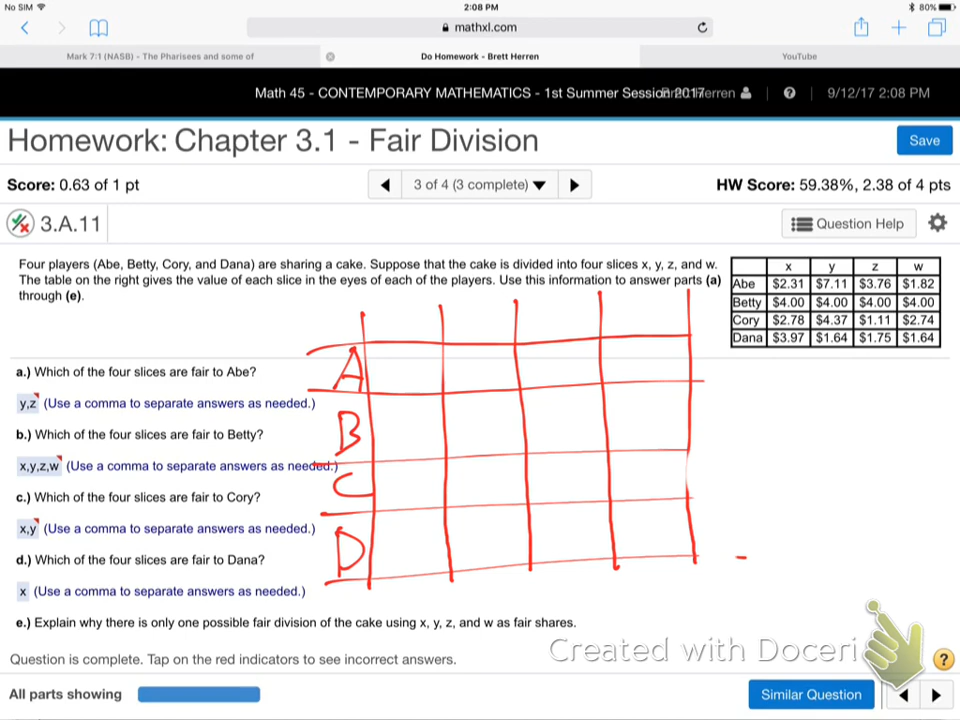 No SIM 2:08 PM 80%
mathxl.com
Mark 7:1 (NASB) - The Pharisees and some of Do Homework - Brett Herren YouTube
Math 45 - CONTEMPORARY MATHEMATICS - 1st Summer Session 2017 Herren 9/12/17 2:08 PM
Homework: Chapter 3.1 - Fair Division Save
Score: 0.63 of 1 pt 3 of 4 (3 complete) HW Score: 59.38%, 2.38 of 4 pts
3.A.11 Question Help
Four players (Abe, Betty, Cory, and Dana) are sharing a cake. Suppose that the cake is divided into four slices x, y, z, and w.
The table on the right gives the value of each slice in the eyes of each of the players. Use this information to answer parts (a)
through (e).
x y z w
Abe $2.31 $7.11 $3.76 $1.82
Betty $4.00 $4.00 $4.00 $4.00
Cory $2.78 $4.37 $1.11 $2.74
Dana $3.97 $1.64 $1.75 $1.64
a.) Which of the four slices are fair to Abe?
y,z (Use a comma to separate answers as needed.)
b.) Which of the four slices are fair to Betty?
x,y,z,w (Use a comma to separate answers as needed.)
c.) Which of the four slices are fair to Cory?
x,y (Use a comma to separate answers as needed.)
d.) Which of the four slices are fair to Dana?
x (Use a comma to separate answers as needed.)
e.) Explain why there is only one possible fair division of the cake using x, y, z, and w as fair shares.
A
B
C
D
Created with Doceri
Question is complete. Tap on the red indicators to see incorrect answers. ?
All parts showing Similar Question